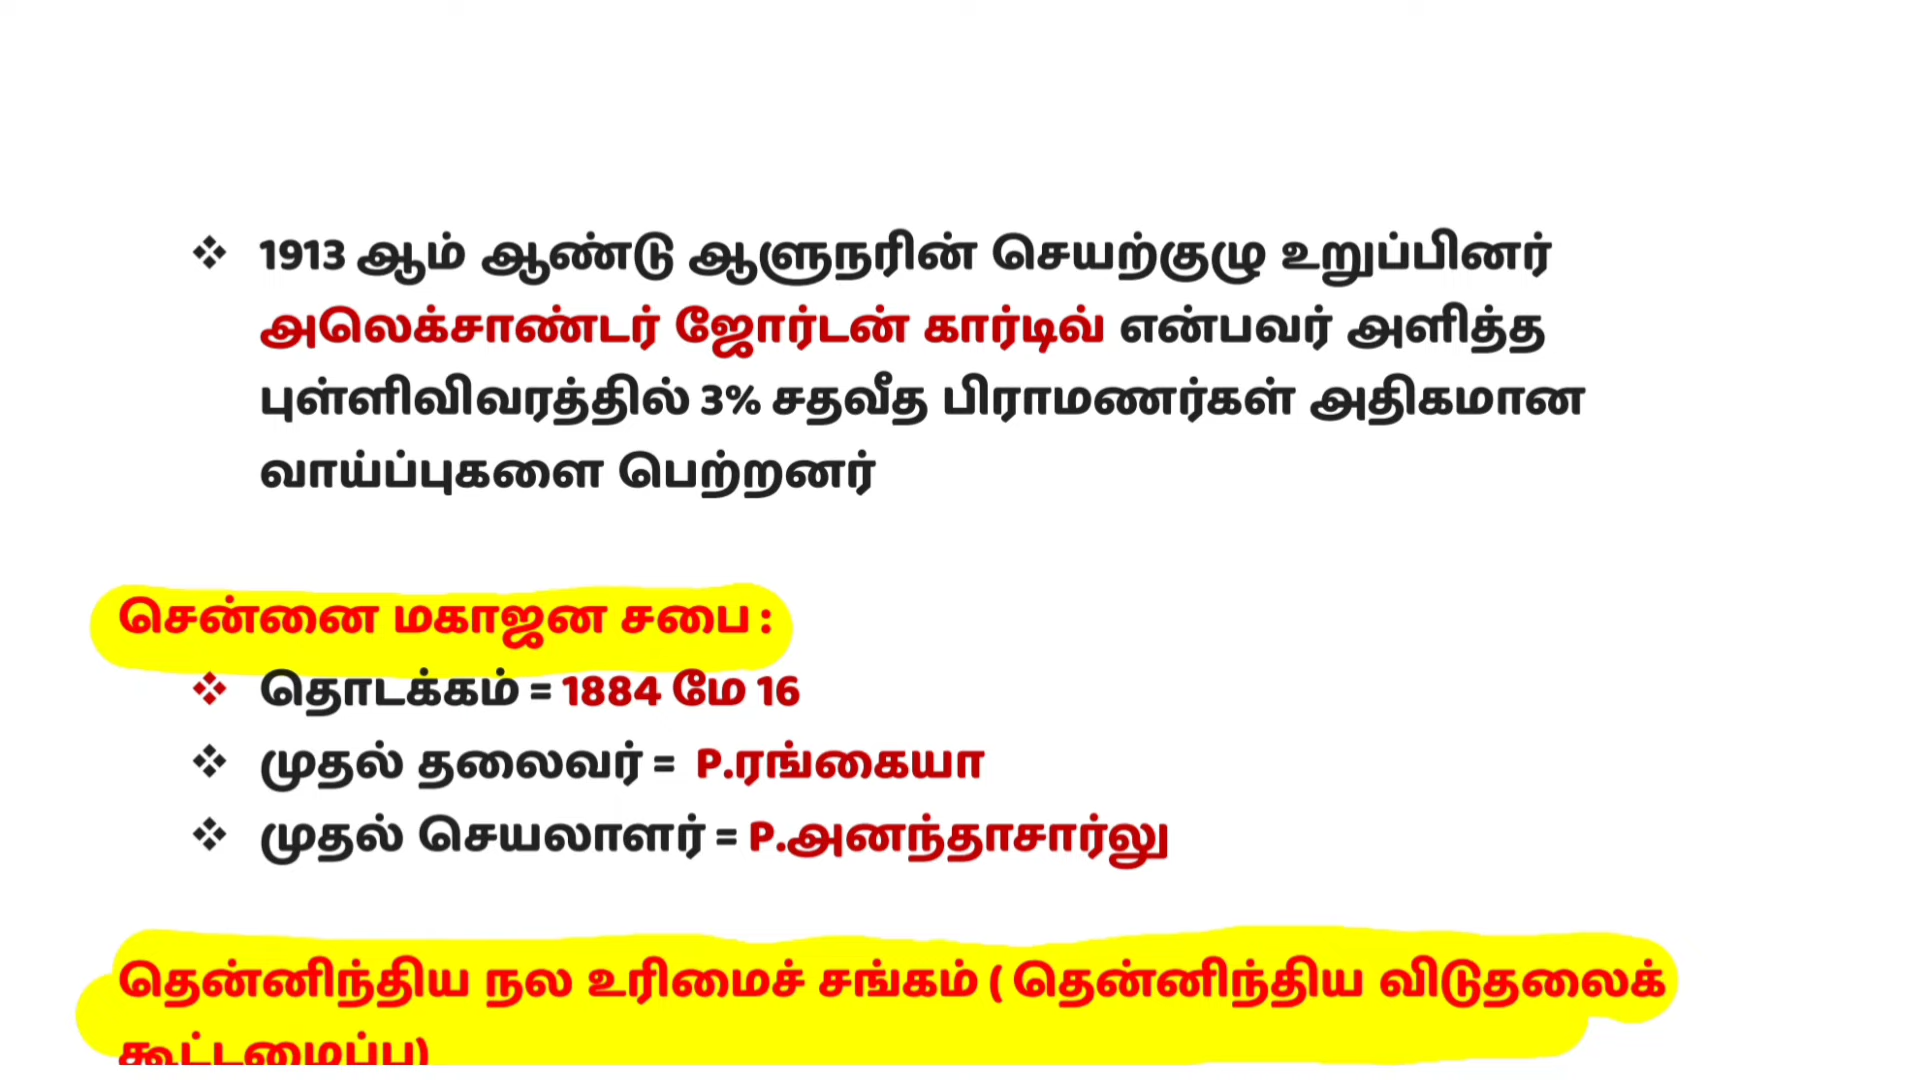 ❖ 1913 ஆம் ஆண்டு ஆளுநரின் செயற்குழு உறுப்பினர்
அலெக்சாண்டர் ஜோர்டன் கார்டிவ் என்பவர் அளித்த
புள்ளிவிவரத்தில் 3% சதவீத பிராமணர்கள் அதிகமான
வாய்ப்புகளை பெற்றனர்
சென்னை மகாஜன சபை :
❖ தொடக்கம் = 1884 மே 16
❖ முதல் தலைவர் = P.ரங்கையா
❖ முதல் செயலாளர் = P.அனந்தாசார்லு
தென்னிந்திய நல உரிமைச் சங்கம் ( தென்னிந்திய விடுதலைக்
கூட்டமைப்பு)